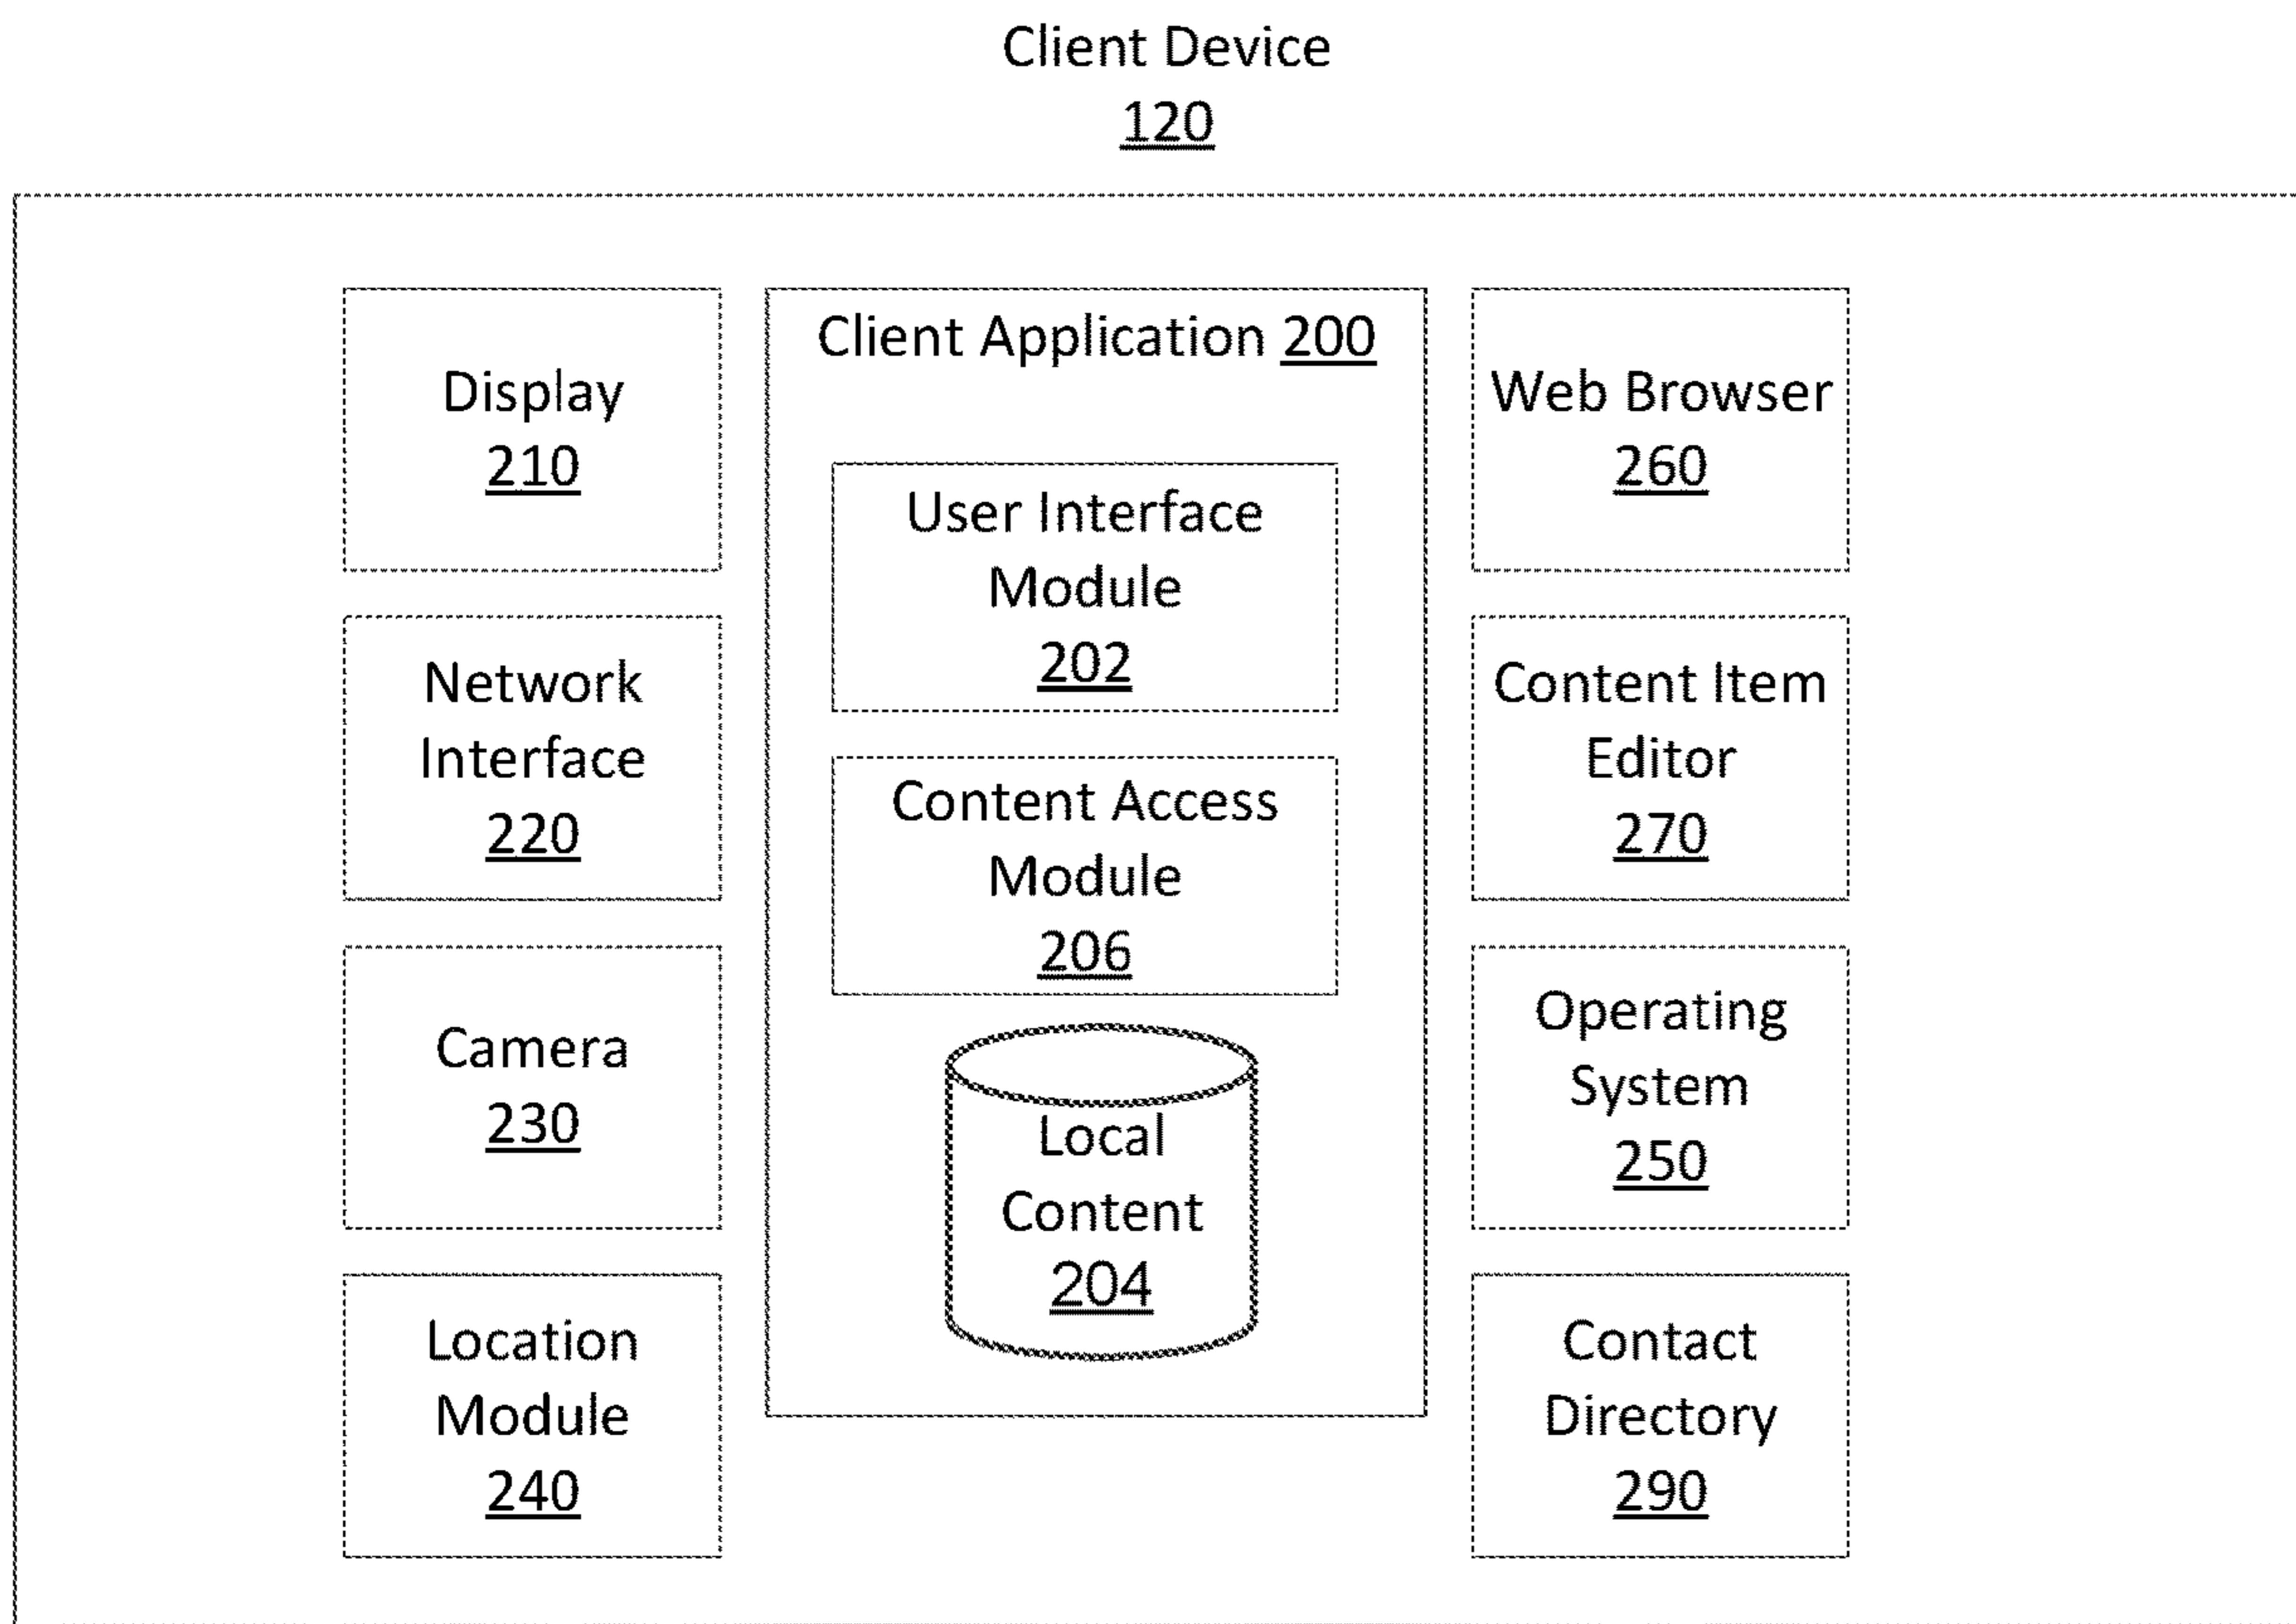 Client Device
120
Display
210
Network
Interface
220
Camera
230
Location
Module
240
Client Application 200
User Interface
Module
202
Content Access
Module
206
Local
Content
204
Web Browser
260
Content Item
Editor
270
Operating
System
250
Contact
Directory
290